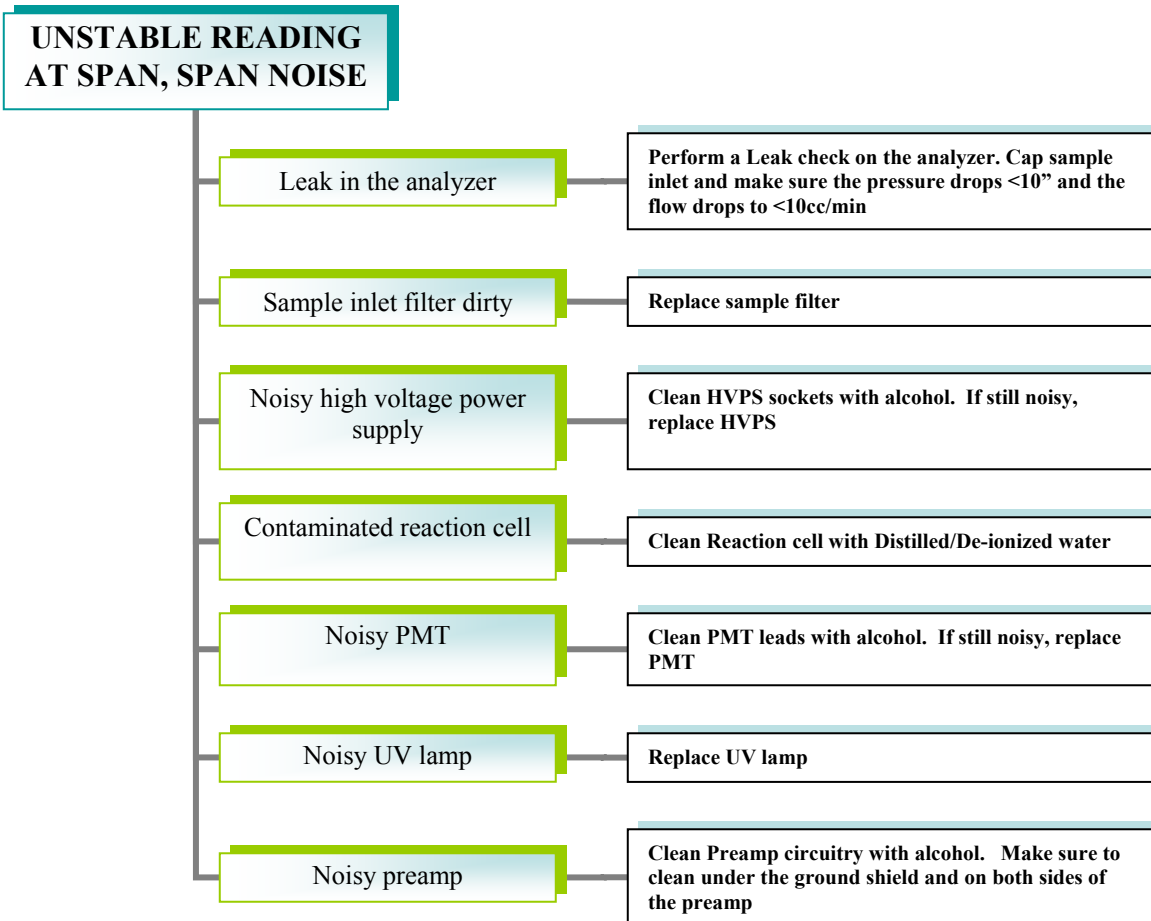 UNSTABLE READING
AT SPAN, SPAN NOISE
Leak in the analyzer
Perform a Leak check on the analyzer. Cap sample
inlet and make sure the pressure drops <10” and the
flow drops to <10cc/min
Sample inlet filter dirty
Replace sample filter
Noisy high voltage power
supply
Clean HVPS sockets with alcohol.  If still noisy,
replace HVPS
Contaminated reaction cell
Clean Reaction cell with Distilled/De-ionized water
Noisy PMT
Clean PMT leads with alcohol.  If still noisy, replace
PMT
Noisy UV lamp
Replace UV lamp
Noisy preamp
Clean Preamp circuitry with alcohol.   Make sure to
clean under the ground shield and on both sides of
the preamp